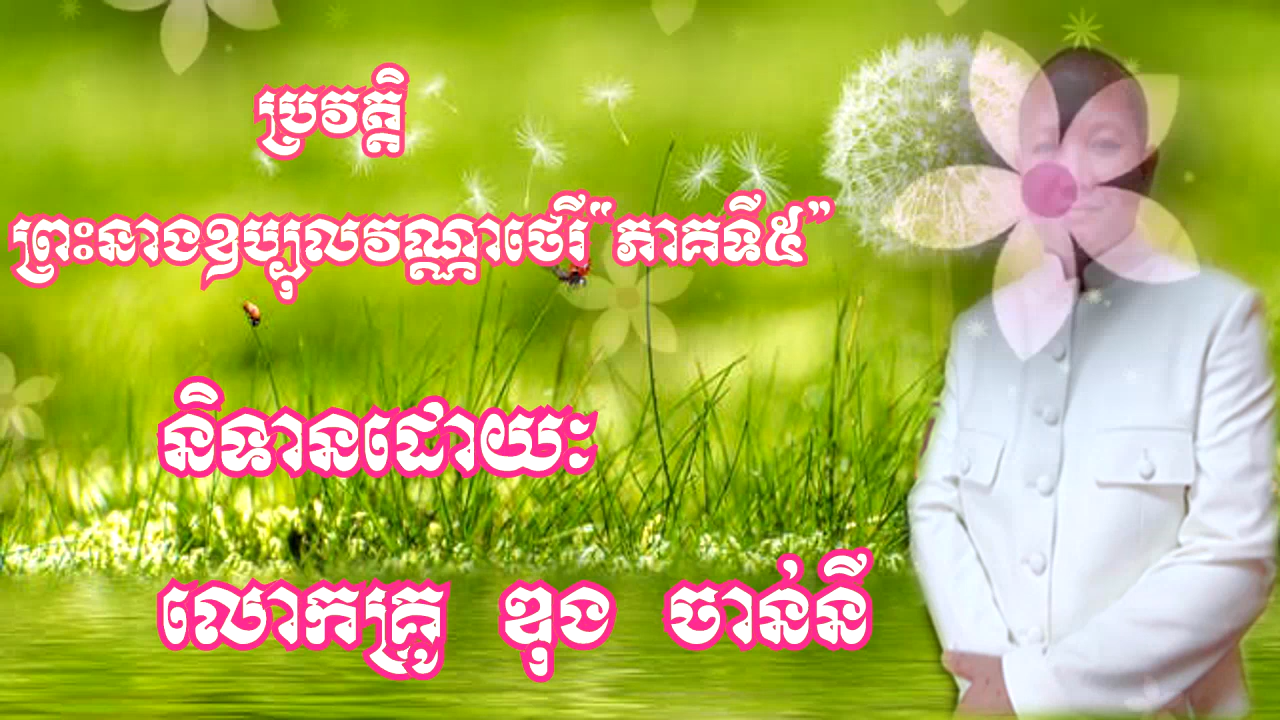 ប្រវត្តិ
ព្រះនាងឧប្បុលវណ្ណាថេរី“ភាគទី៥”
និទានដោយៈ
លោកគ្រូ ឌុង ចាន់នី